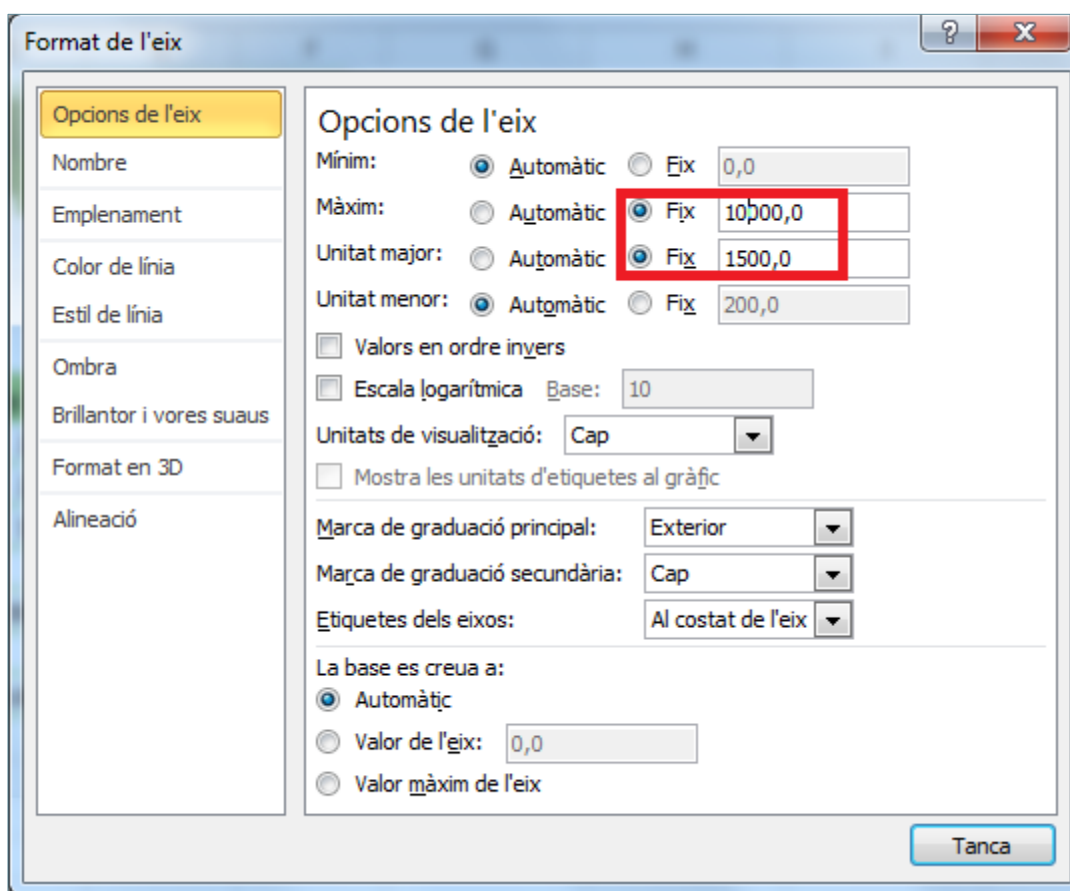 Format de l'eix
Opcions de l'eix
Nombre
Emplenament
Color de línia
Estil de línia
Ombra
Brillantor i vores suaus
Format en 3D
Alineació
Opcions de l'eix
Mínim: Automàtic Fix 0,0
Màxim: Automàtic Fix 10000,0
Unitat major: Automàtic Fix 1500,0
Unitat menor: Automàtic Fix 200,0
Valors en ordre invers
Escala logarítmica Base: 10
Unitats de visualització: Cap
Mostra les unitats d'etiquetes al gràfic
Marca de graduació principal: Exterior
Marca de graduació secundària: Cap
Etiquetes dels eixos: Al costat de l'eix
La base es creua a:
Automàtic
Valor de l'eix: 0,0
Valor màxim de l'eix
Tanca